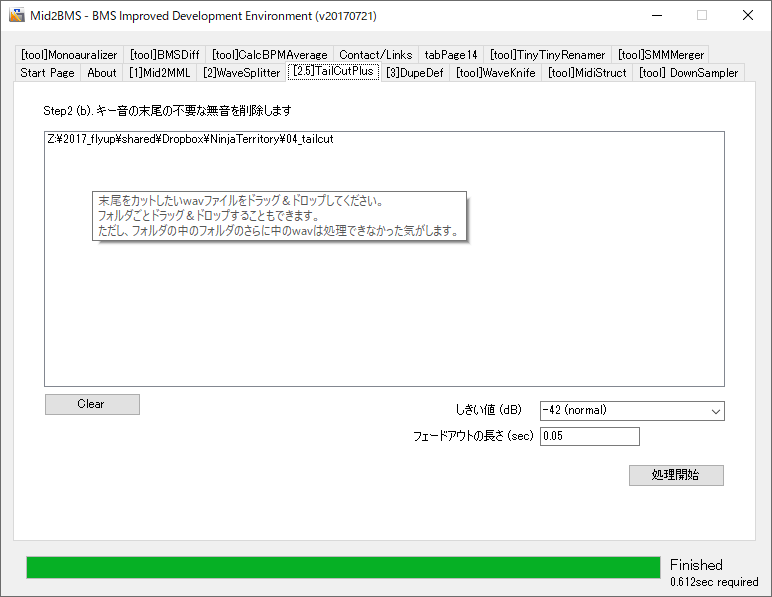 Mid2BMS - BMS Improved Development Environment (v20170721)
[tool]Monoauralizer [tool]BMSDiff [tool]CalcBPMAverage Contact/Links tabPage14 [tool]TinyTinyRenamer [tool]SMMMerger
Start Page About [1]Mid2MML [2]WaveSplitter [2.5]TailCutPlus [3]DupeDef [tool]WaveKnife [tool]MidiStruct [tool] DownSampler
Step2 (b). キー音の末尾の不要な無音を削除します
Z:¥2017_flyup¥shared¥Dropbox¥NinjaTerritory¥04_tailcut
末尾をカットしたいwavファイルをドラッグ＆ドロップしてください。
フォルダごとドラッグ＆ドロップすることもできます。
ただし、フォルダの中のフォルダのさらに中のwavは処理できなかった気がします。
Clear
しきい値 (dB) -42 (normal)
フェードアウトの長さ (sec) 0.05
処理開始
Finished
0.612sec required